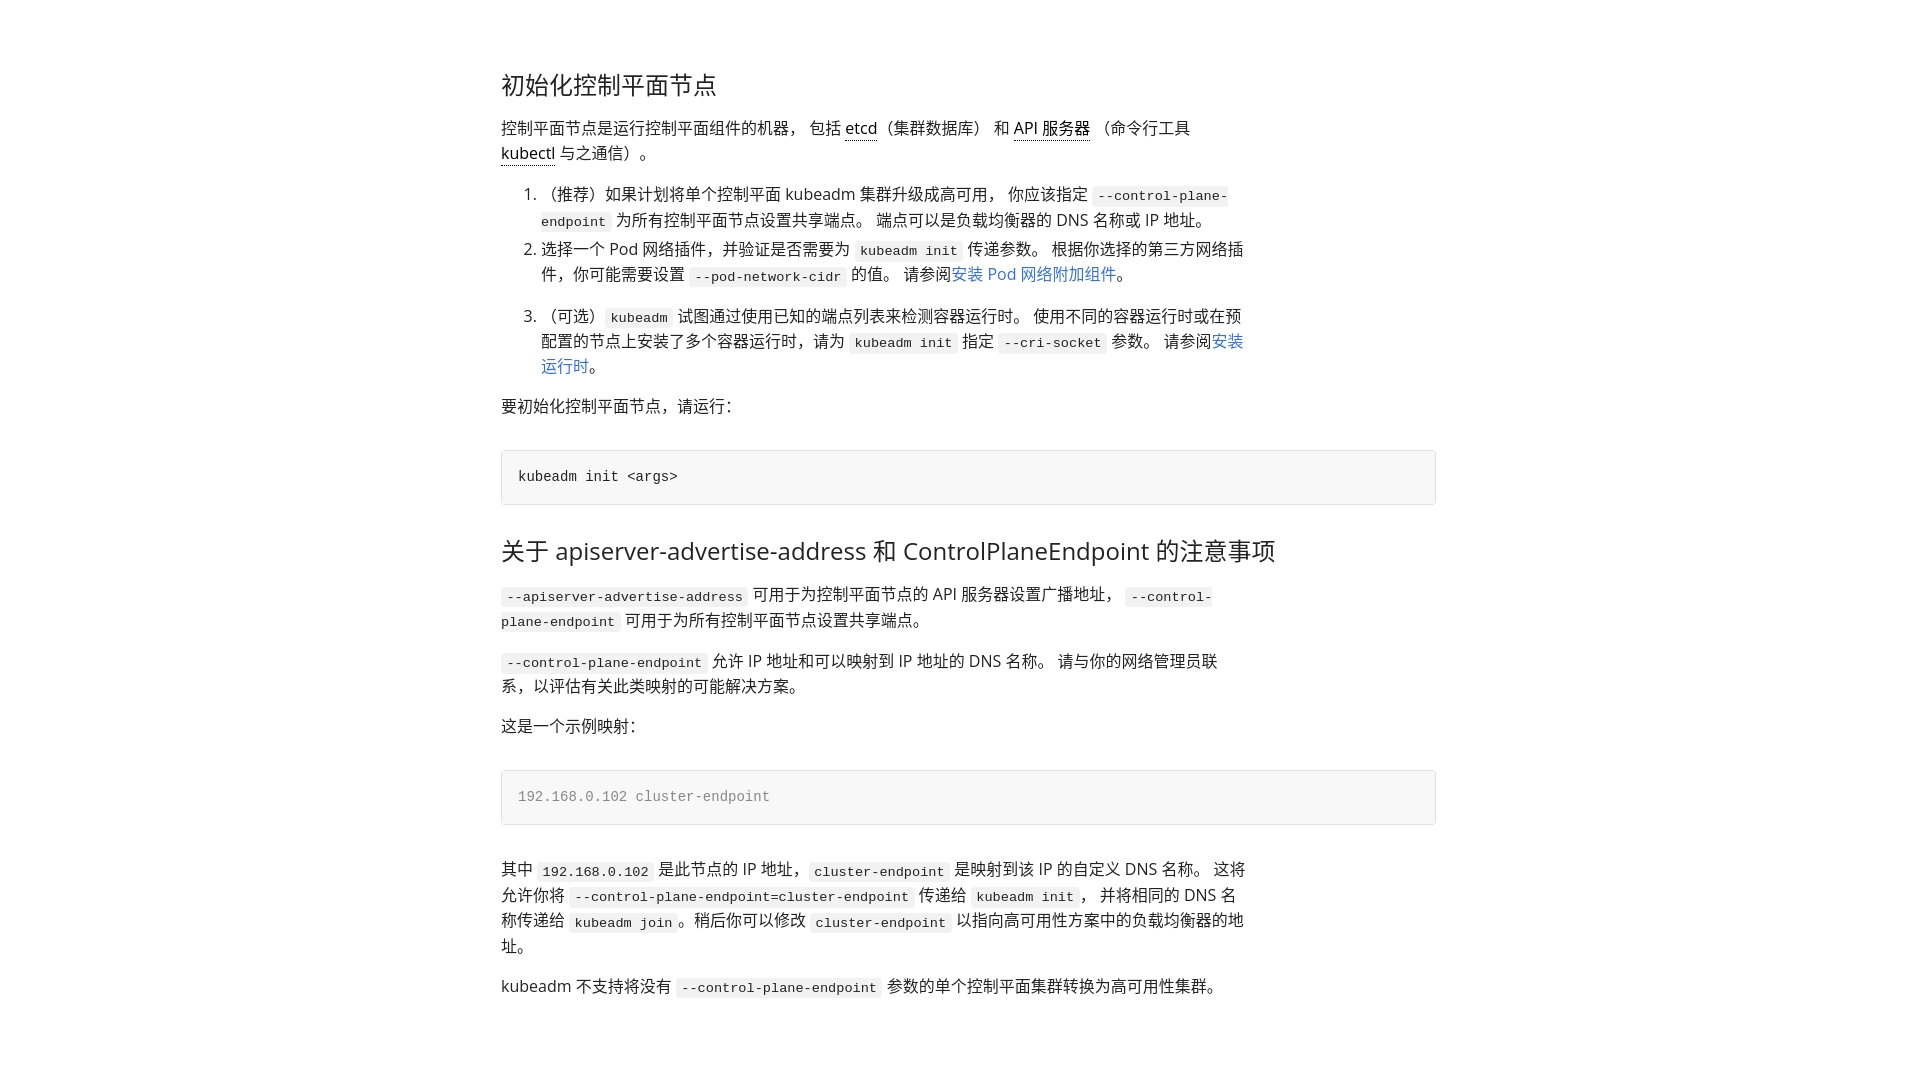 初始化控制平面节点
控制平面节点是运行控制平面组件的机器， 包括 etcd（集群数据库） 和 API 服务器 （命令行工具
kubectl 与之通信）。
1. （推荐）如果计划将单个控制平面 kubeadm 集群升级成高可用， 你应该指定 --control-plane-
endpoint 为所有控制平面节点设置共享端点。 端点可以是负载均衡器的 DNS 名称或 IP 地址。
2. 选择一个 Pod 网络插件，并验证是否需要为 kubeadm init 传递参数。 根据你选择的第三方网络插
件，你可能需要设置 --pod-network-cidr 的值。 请参阅安装 Pod 网络附加组件。
3. （可选）kubeadm 试图通过使用已知的端点列表来检测容器运行时。 使用不同的容器运行时或在预
配置的节点上安装了多个容器运行时，请为 kubeadm init 指定 --cri-socket 参数。 请参阅安装
运行时。
要初始化控制平面节点，请运行：
kubeadm init <args>
关于 apiserver-advertise-address 和 ControlPlaneEndpoint 的注意事项
--apiserver-advertise-address 可用于为控制平面节点的 API 服务器设置广播地址， --control-
plane-endpoint 可用于为所有控制平面节点设置共享端点。
--control-plane-endpoint 允许 IP 地址和可以映射到 IP 地址的 DNS 名称。 请与你的网络管理员联
系，以评估有关此类映射的可能解决方案。
这是一个示例映射：
192.168.0.102 cluster-endpoint
其中 192.168.0.102 是此节点的 IP 地址，cluster-endpoint 是映射到该 IP 的自定义 DNS 名称。 这将
允许你将 --control-plane-endpoint=cluster-endpoint 传递给 kubeadm init， 并将相同的 DNS 名
称传递给 kubeadm join。稍后你可以修改 cluster-endpoint 以指向高可用性方案中的负载均衡器的地
址。
kubeadm 不支持将没有 --control-plane-endpoint 参数的单个控制平面集群转换为高可用性集群。